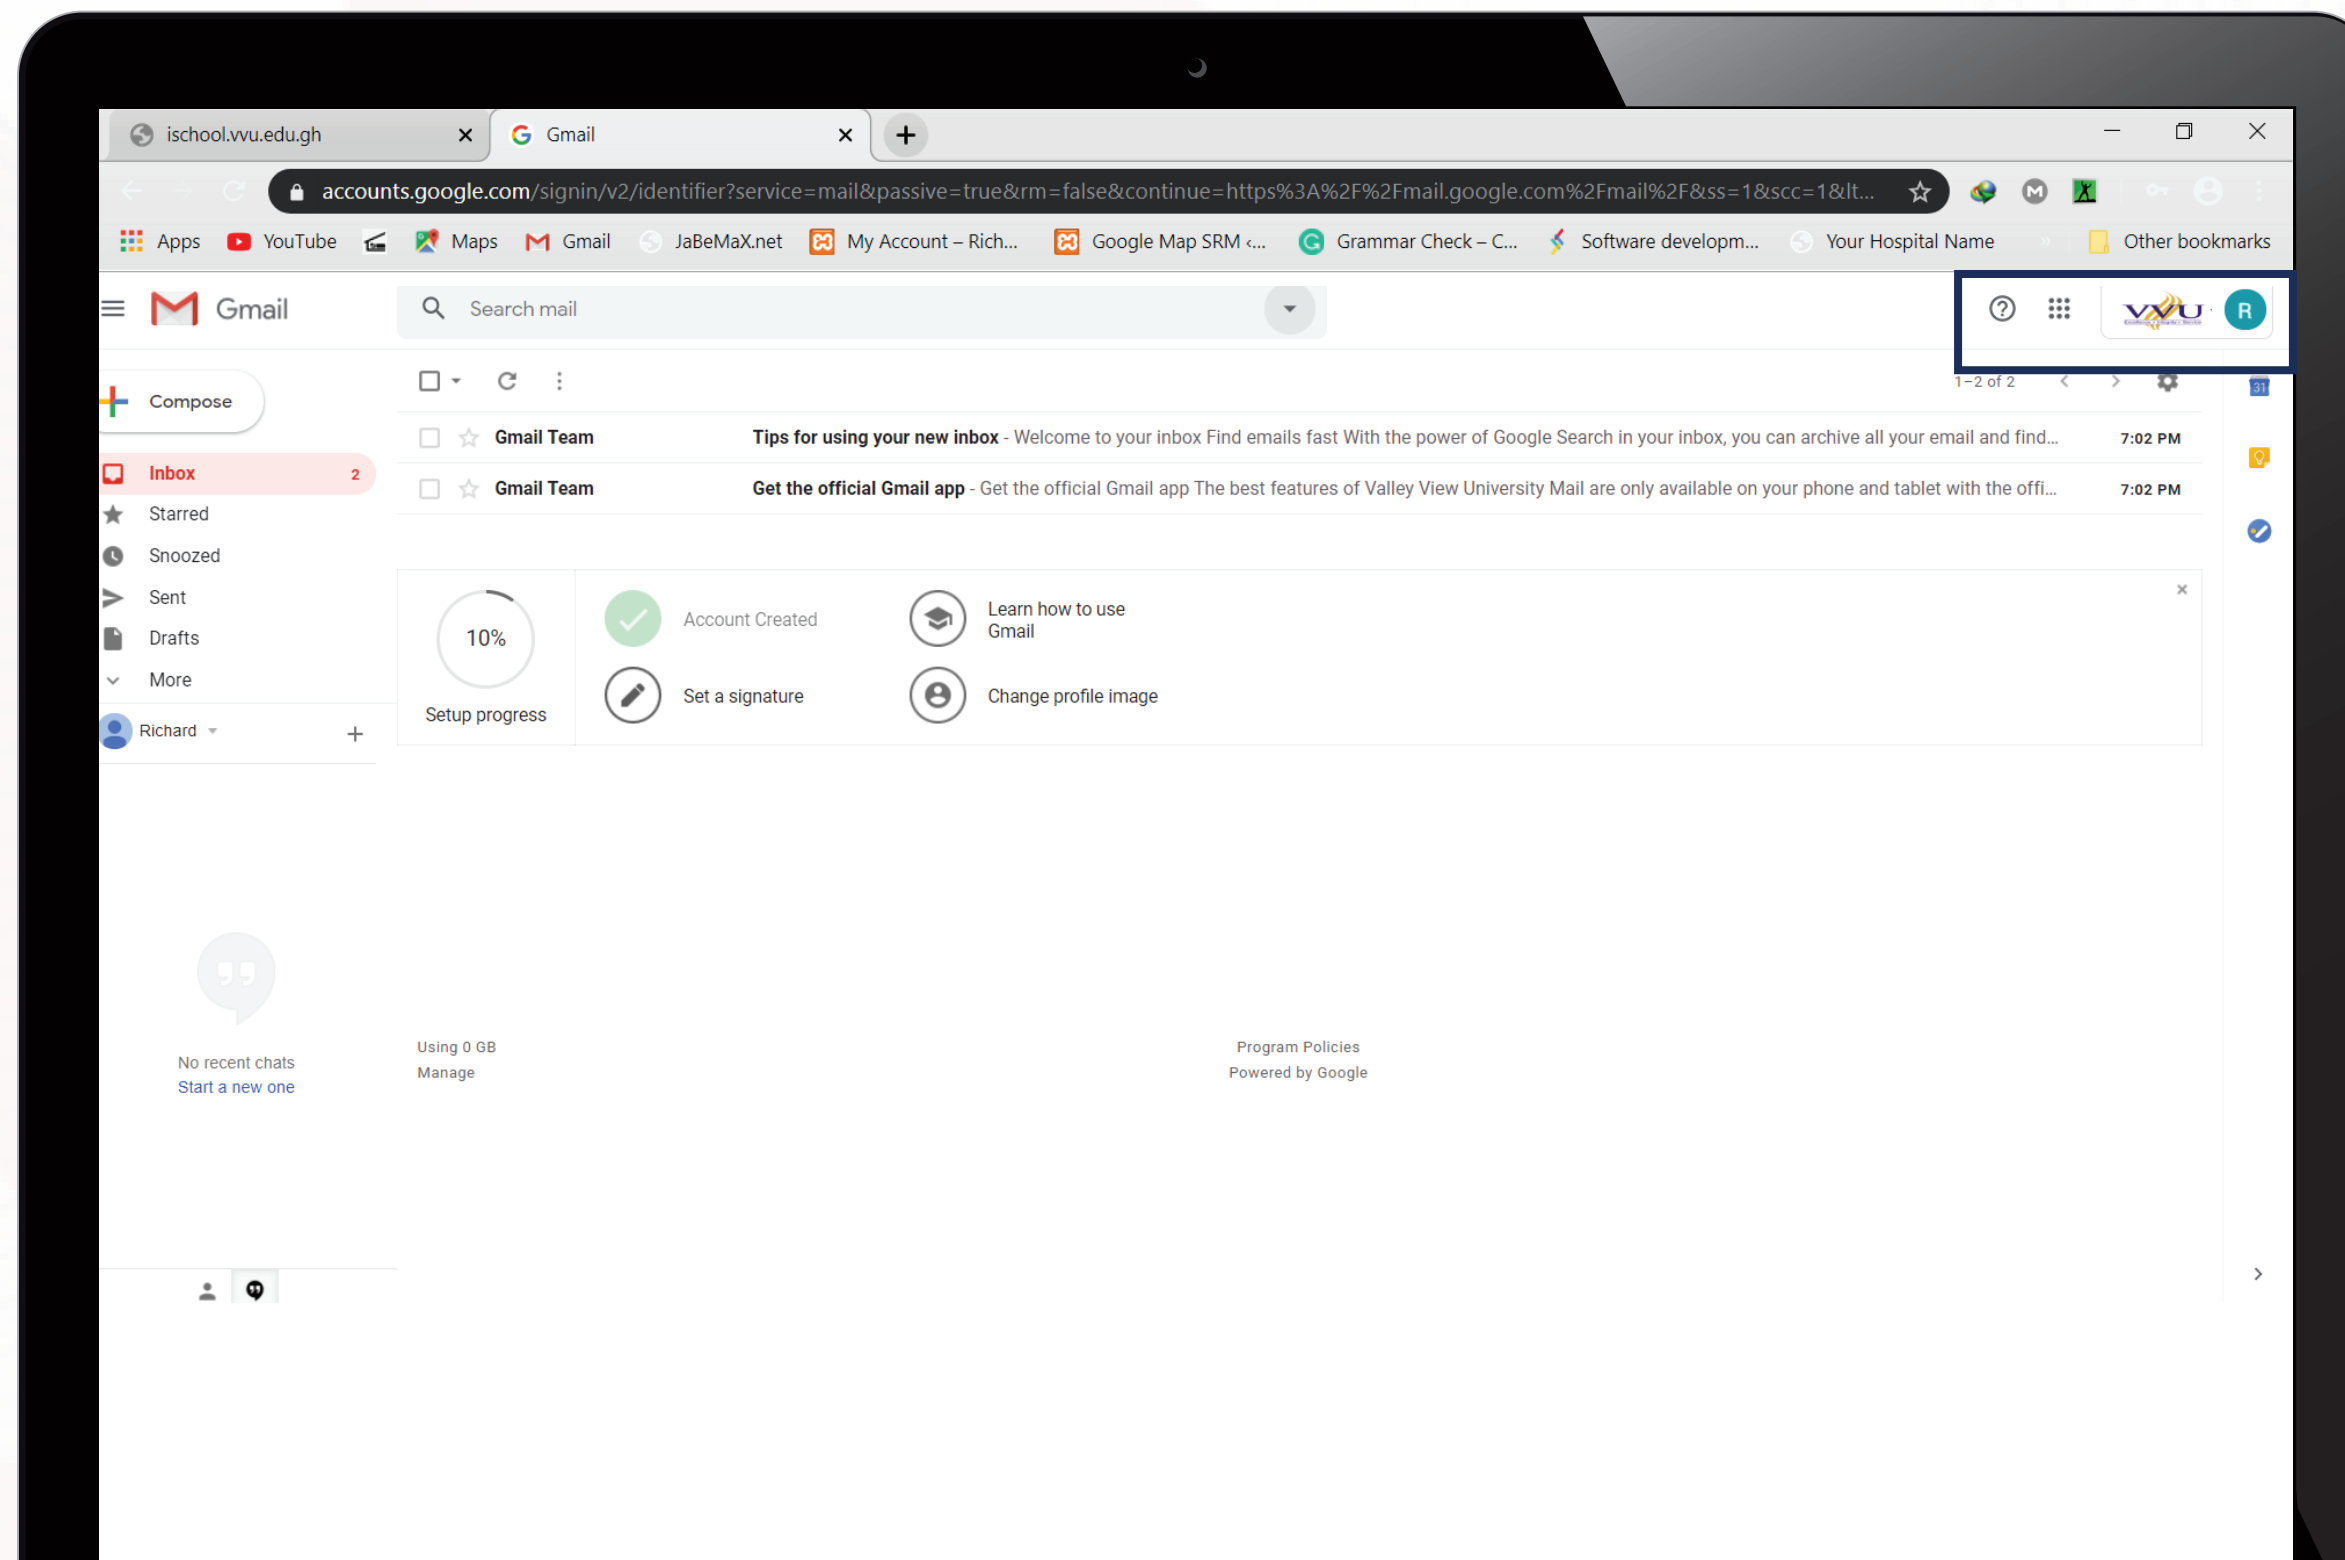 ischool.vvu.edu.gh
Gmail
accounts.google.com/signin/v2/identifier?service=mail&passive=true&rm=false&continue=https%3A%2F%2Fmail.google.com%2Fmail%2F&ss=1&scc=1&lt...
Apps YouTube Maps Gmail JaBeMaX.net My Account – Rich... Google Map SRM ‹... Grammar Check – C... Software developm... Your Hospital Name » Other bookmarks
Gmail
Search mail
VVU
R
Compose
1–2 of 2
31
Gmail Team Tips for using your new inbox - Welcome to your inbox Find emails fast With the power of Google Search in your inbox, you can archive all your email and find... 7:02 PM
Inbox 2
Gmail Team Get the official Gmail app - Get the official Gmail app The best features of Valley View University Mail are only available on your phone and tablet with the offi... 7:02 PM
Starred
Snoozed
Sent
Drafts
More
Richard
10%
Setup progress
Account Created
Learn how to use
Gmail
Set a signature
Change profile image
No recent chats
Start a new one
Using 0 GB
Manage
Program Policies
Powered by Google